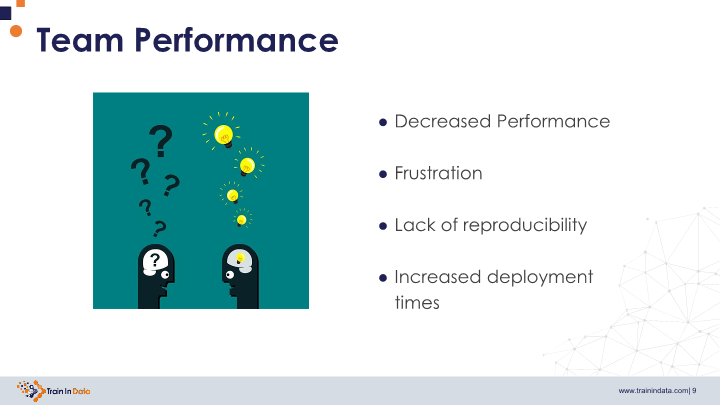 Team Performance
? ? ? ? ? ?
● Decreased Performance
● Frustration
● Lack of reproducibility
● Increased deployment
times
Train In Data
www.trainindata.com| 9